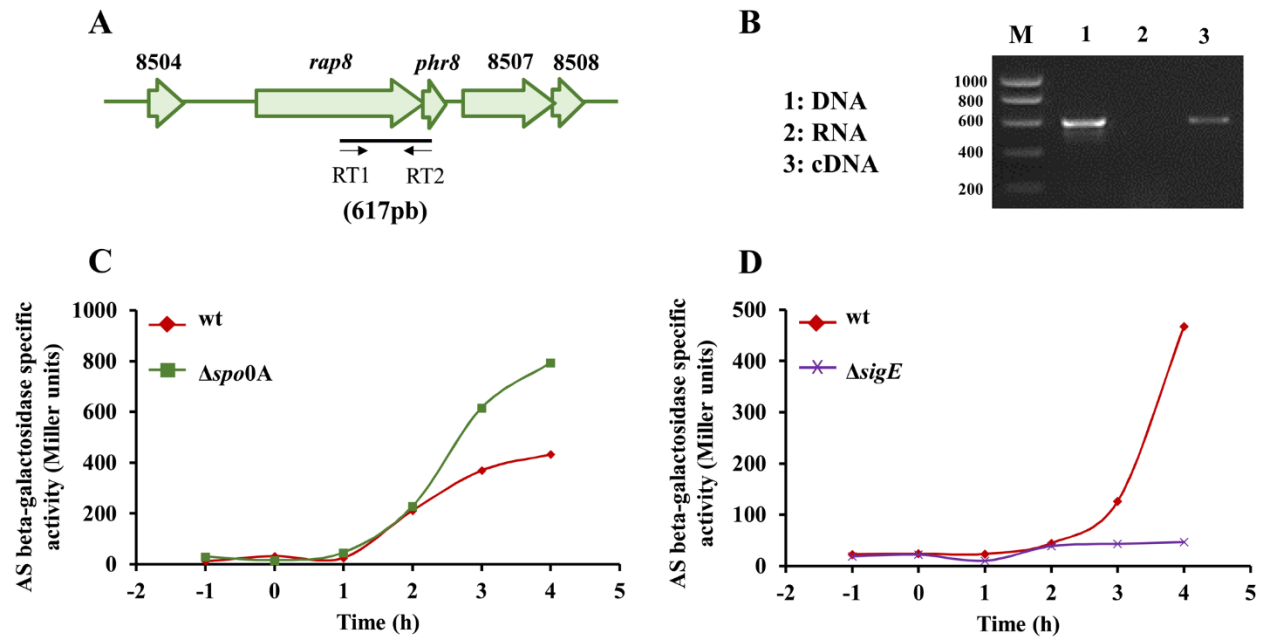 A
8504 rap8 phr8 8507 8508
RT1 RT2
(617pb)
B
M 1 2 3
1: DNA
2: RNA
3: cDNA
1000
800
600
400
200
C
AS beta-galactosidase specific
activity (Miller units)
1000
800
600
400
200
0
wt
Δspo0A
-2 -1 0 1 2 3 4 5
Time (h)
D
AS beta-galactosidase specific
activity (Miller units)
500
400
300
200
100
0
wt
ΔsigE
-2 -1 0 1 2 3 4 5
Time (h)